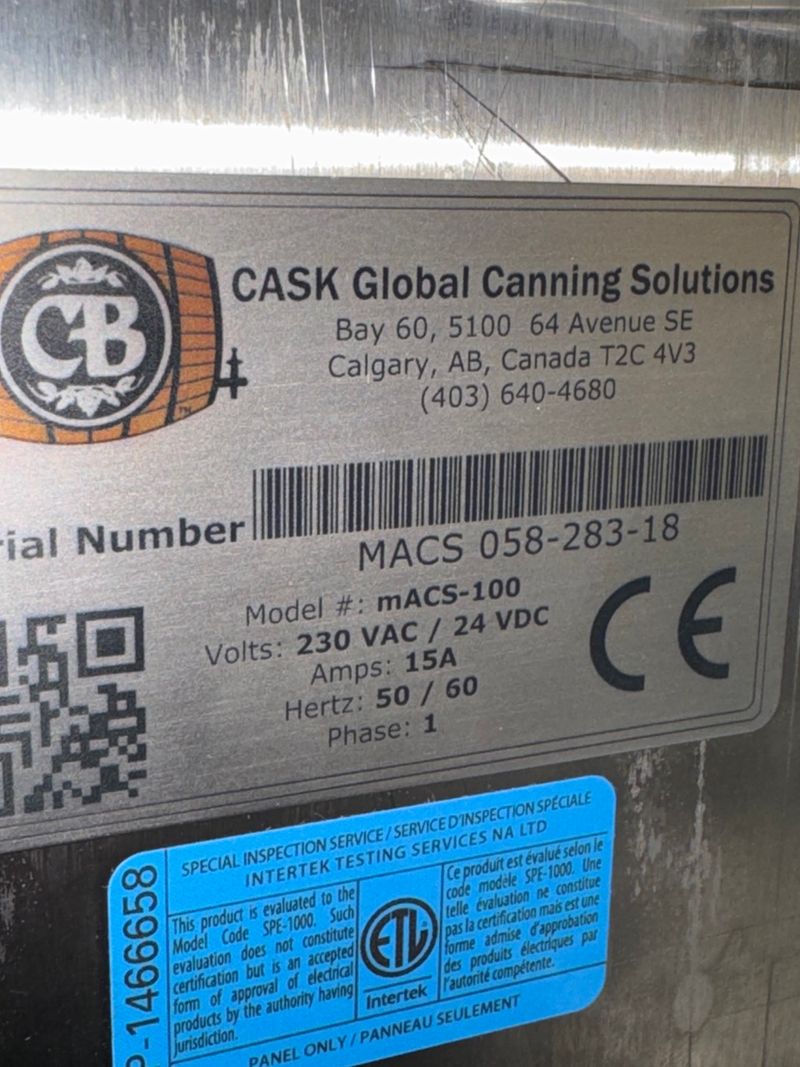 CB
TM
CASK Global Canning Solutions
Bay 60, 5100 64 Avenue SE
Calgary, AB, Canada T2C 4V3
(403) 640-4680
rial Number
MACS 058-283-18
Model #: mACS-100
Volts: 230 VAC / 24 VDC
Amps: 15A
Hertz: 50 / 60
Phase: 1
CE
SPECIAL INSPECTION SERVICE / SERVICE D'INSPECTION SPÉCIALE
INTERTEK TESTING SERVICES NA LTD
P-1466658
This product is evaluated to the
Model Code SPE-1000. Such
evaluation does not constitute
certification but is an accepted
form of approval of electrical
products by the authority having
jurisdiction.
ETL
Intertek
Ce produit est évalué selon le
code modèle SPE-1000. Une
telle évaluation ne constitue
pas la certification mais est une
forme admise d'approbation
des produits électriques par
l'autorité compétente.
PANEL ONLY / PANNEAU SEULEMENT